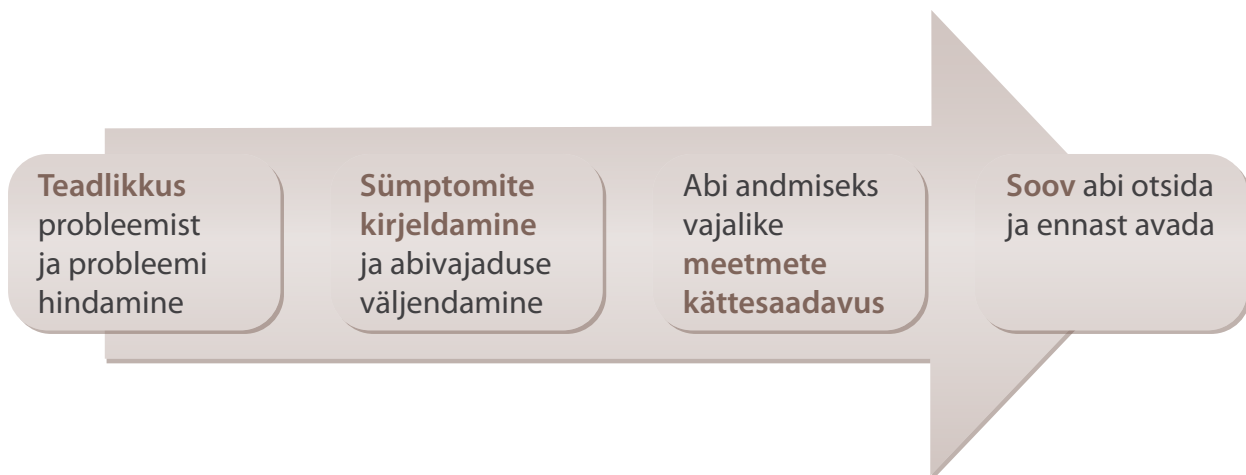 Teadlikkus
probleemist
ja probleemi
hindamine
Sümptomite
kirjeldamine
ja abivajaduse
väljendamine
Abi andmiseks
vajalike
meetmete
kättesaadavus
Soov abi otsida
ja ennast avada